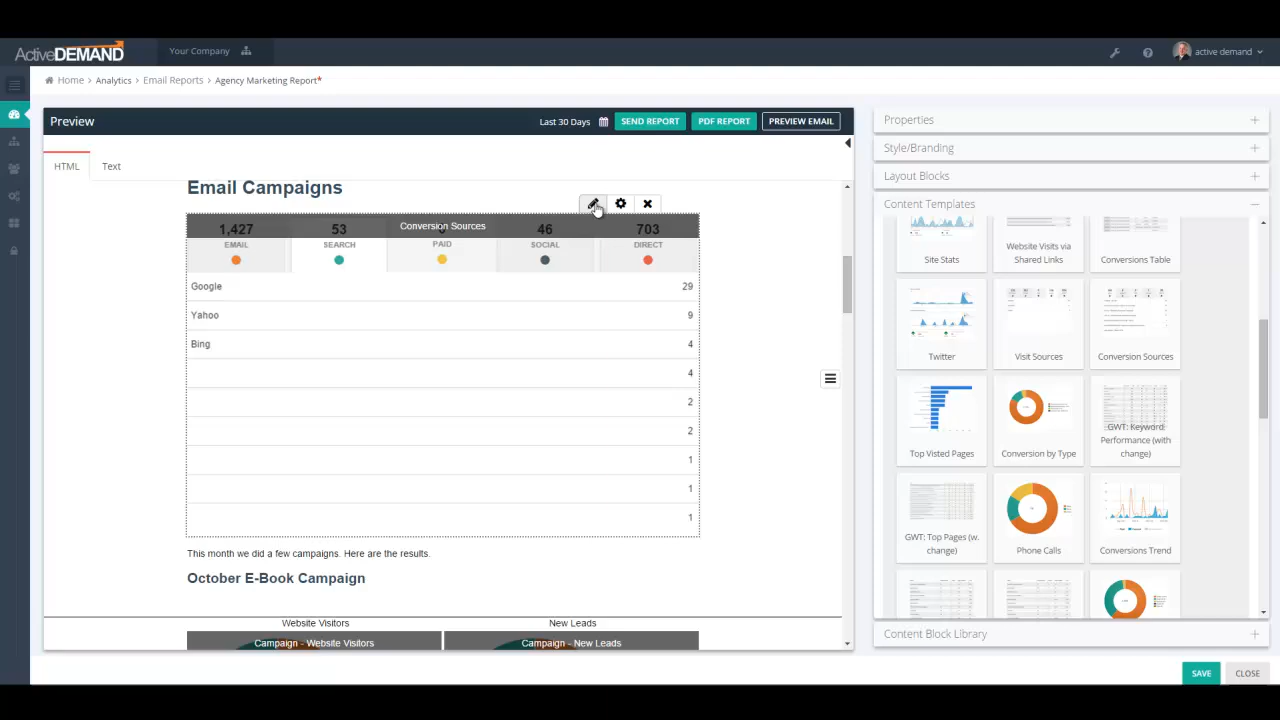 ActiveDEMAND
Your Company
active demand
Home > Analytics > Email Reports > Agency Marketing Report*
Preview
Last 30 Days
SEND REPORT
PDF REPORT
PREVIEW EMAIL
HTML
Text
Email Campaigns
Conversion Sources
1,427
53
46
703
EMAIL
SEARCH
PAID
SOCIAL
DIRECT
Google 29
Yahoo 9
Bing 4
4
2
2
1
1
1
This month we did a few campaigns. Here are the results.
October E-Book Campaign
Website Visitors
New Leads
Campaign - Website Visitors
Campaign - New Leads
Properties
Style/Branding
Layout Blocks
Content Templates
Site Stats
Website Visits via
Shared Links
Conversions Table
Twitter
Visit Sources
Conversion Sources
Top Visted Pages
Conversion by Type
GWT: Keyword
Performance (with
change)
GWT: Top Pages (w.
change)
Phone Calls
Conversions Trend
Content Block Library
SAVE
CLOSE